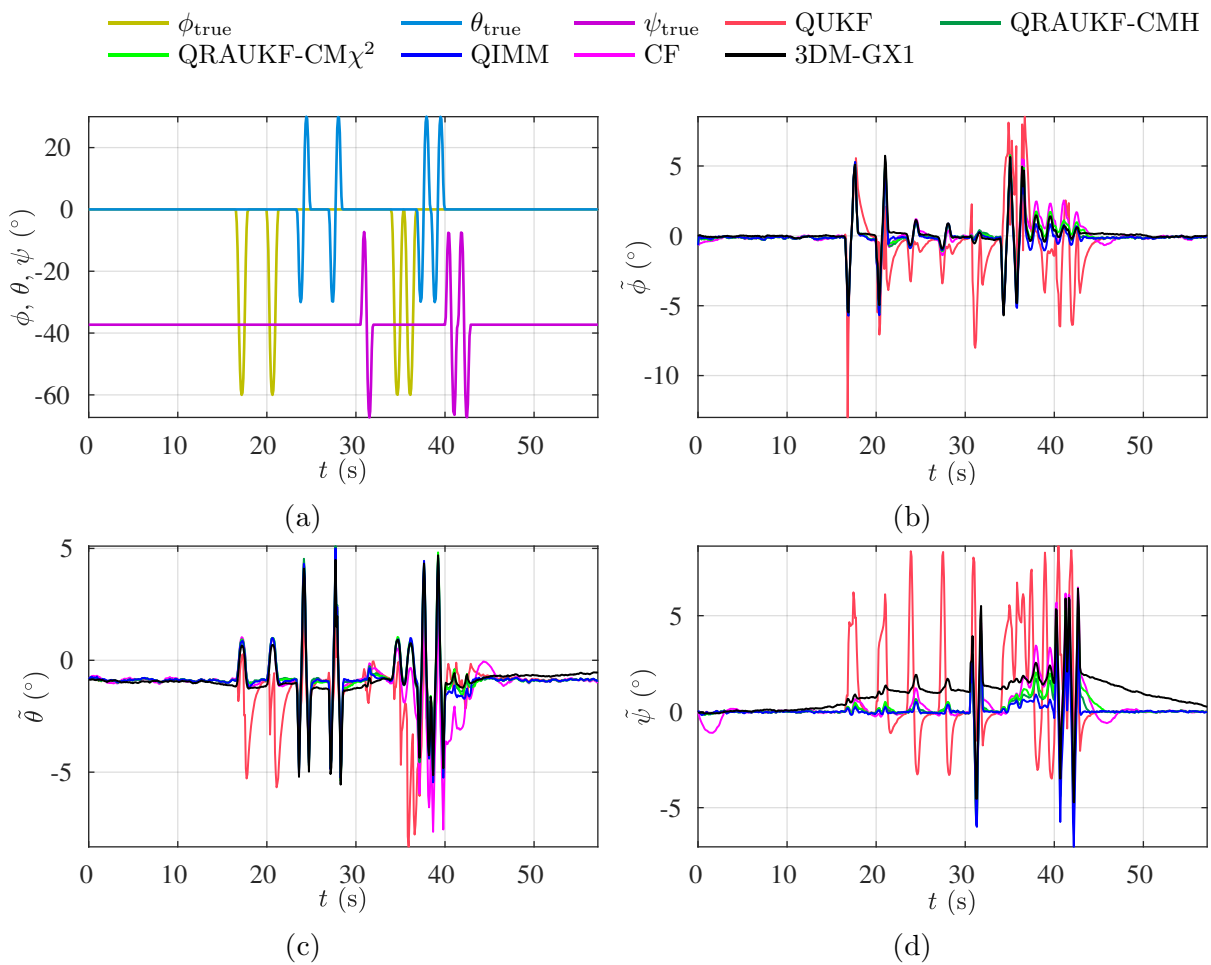 ϕtrue θtrue ψtrue QUKF QRAUKF-CMH
QRAUKF-CMχ² QIMM CF 3DM-GX1
20
0
-20
-40
-60
ϕ, θ, ψ (°)
0 10 20 30 40 50
t (s)
(a)
5
0
-5
-10
ϕ̃ (°)
0 10 20 30 40 50
t (s)
(b)
5
0
-5
θ̃ (°)
0 10 20 30 40 50
t (s)
(c)
5
0
-5
ψ̃ (°)
0 10 20 30 40 50
t (s)
(d)